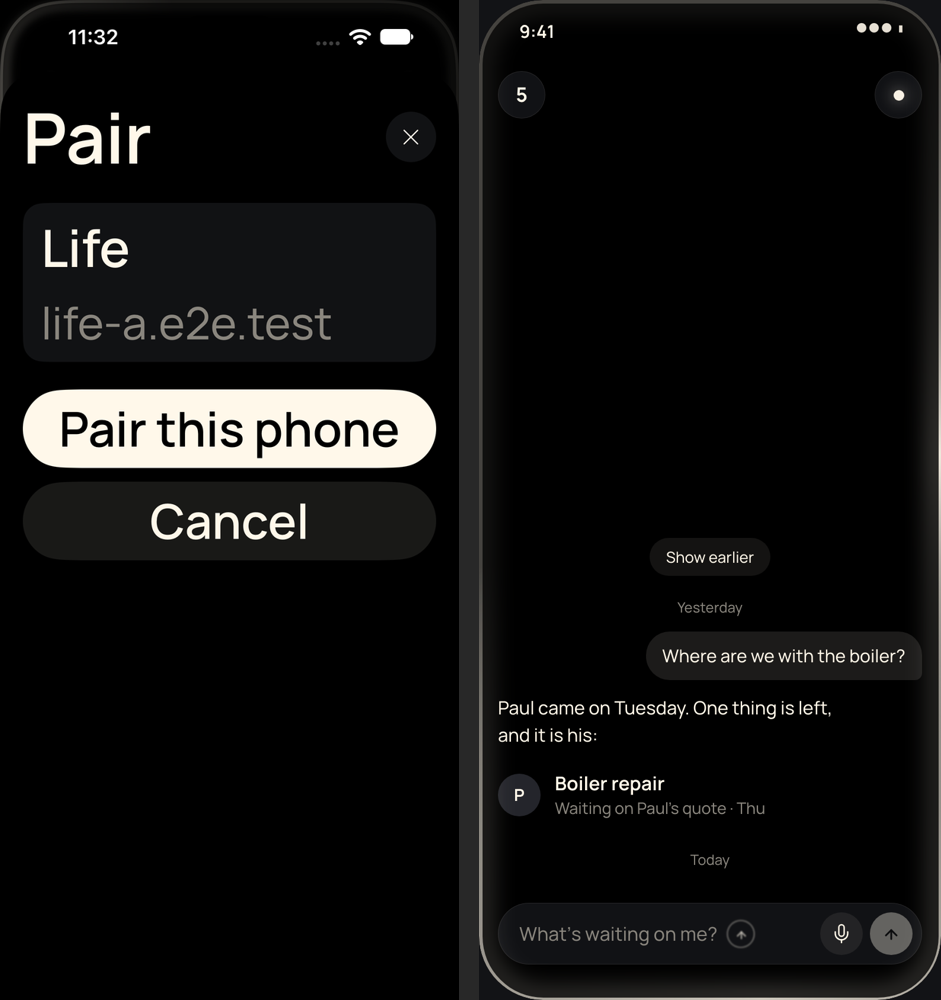 11:32
Pair
Life
life-a.e2e.test
Pair this phone
Cancel
9:41
5
Show earlier
Yesterday
Where are we with the boiler?
Paul came on Tuesday. One thing is left,
and it is his:
P
Boiler repair
Waiting on Paul's quote · Thu
Today
What's waiting on me?